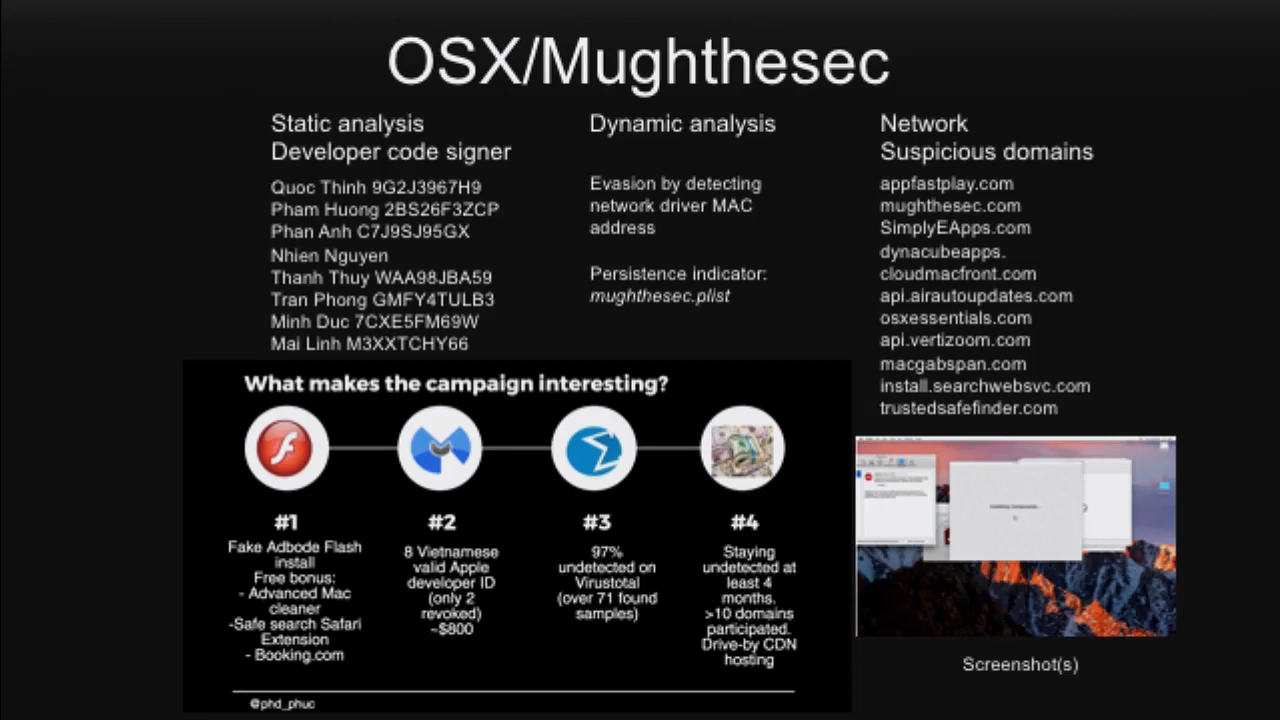 OSX/Mughthesec
Static analysis
Developer code signer
Quoc Thinh 9G2J3967H9
Pham Huong 2BS26F3ZCP
Phan Anh C7J9SJ95GX
Nhien Nguyen
Thanh Thuy WAA98JBA59
Tran Phong GMFY4TULB3
Minh Duc 7CXE5FM69W
Mai Linh M3XXTCHY66
Dynamic analysis
Evasion by detecting
network driver MAC
address
Persistence indicator:
mughthesec.plist
Network
Suspicious domains
appfastplay.com
mughthesec.com
SimplyEApps.com
dynacubeapps.
cloudmacfront.com
api.airautoupdates.com
osxessentials.com
api.vertizoom.com
macgabspan.com
install.searchwebsvc.com
trustedsafefinder.com
What makes the campaign interesting?
#1
Fake Adbode Flash
install
Free bonus:
- Advanced Mac
cleaner
-Safe search Safari
Extension
- Booking.com
#2
8 Vietnamese
valid Apple
developer ID
(only 2
revoked)
~$800
#3
97%
undetected on
Virustotal
(over 71 found
samples)
#4
Staying
undetected at
least 4
months.
>10 domains
participated.
Drive-by CDN
hosting
@phd_phuc
Screenshot(s)